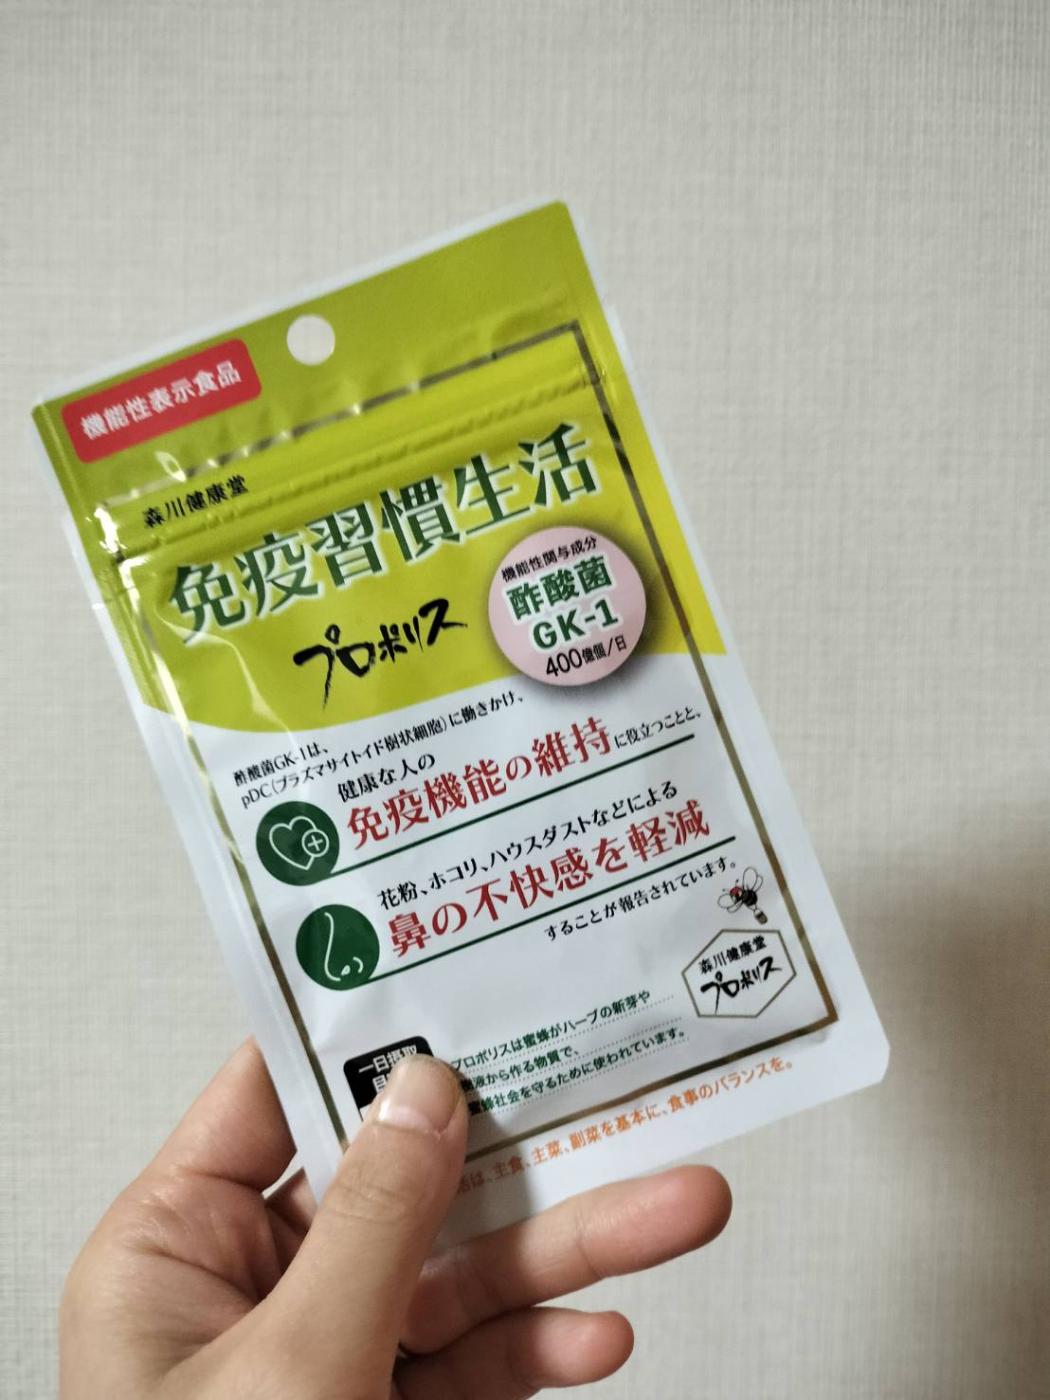 機能性表示食品
森川健康堂
免疫習慣生活
プロポリス
機能性関与成分
酢酸菌
GK-1
400億個/日
酢酸菌GK-1は、
pDC(プラズマサイトイド樹状細胞)に働きかけ、
健康な人の
免疫機能の維持に役立つことと、
花粉、ホコリ、ハウスダストなどによる
鼻の不快感を軽減
することが報告されています。
森川健康堂
プロポリス
一日摂取
プロポリスは蜜蜂がハーブの新芽や
液から作る物質で、
蜜蜂社会を守るために使われています。
活は、主食、主菜、副菜を基本に、食事のバランスを。